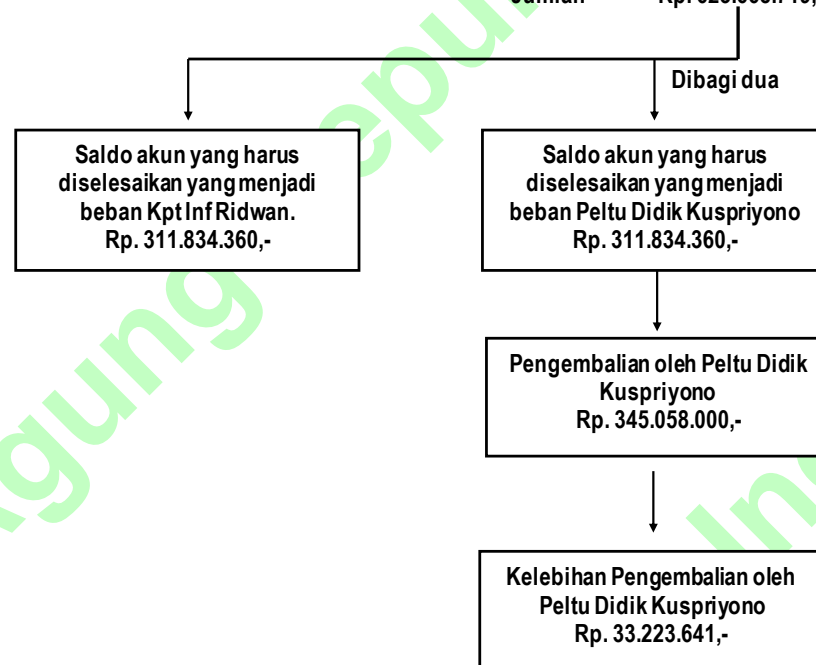 Dibagi dua
Saldo akun yang harus
diselesaikan yang menjadi
beban Kpt Inf Ridwan.
Rp. 311.834.360,-
Saldo akun yang harus
diselesaikan yang menjadi
beban Peltu Didik Kuspriyono
Rp. 311.834.360,-
Pengembalian oleh Peltu Didik
Kuspriyono
Rp. 345.058.000,-
Kelebihan Pengembalian oleh
Peltu Didik Kuspriyono
Rp. 33.223.641,-